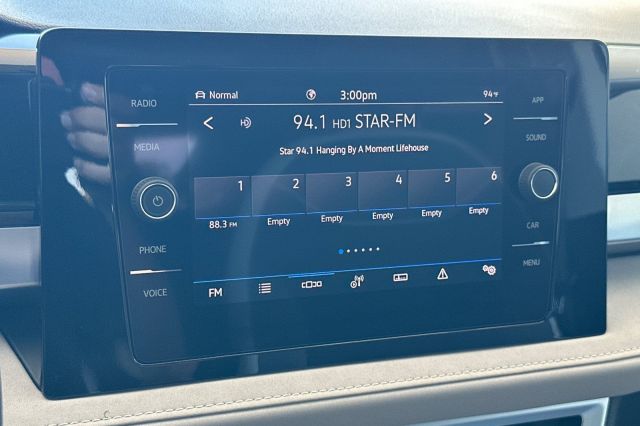 RADIO
MEDIA
PHONE
VOICE
Normal
3:00pm
94°F
94.1 HD1 STAR-FM
Star 94.1 Hanging By A Moment Lifehouse
1 2 3 4 5 6
88.3 FM Empty Empty Empty Empty Empty
FM
APP
SOUND
CAR
MENU